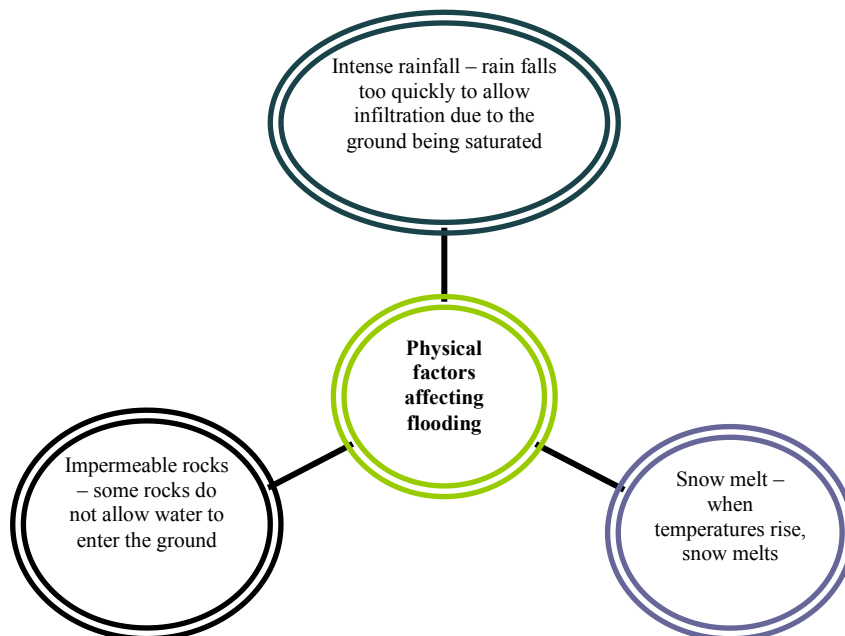 Intense rainfall – rain falls
too quickly to allow
infiltration due to the
ground being saturated
Physical
factors
affecting
flooding
Impermeable rocks
– some rocks do
not allow water to
enter the ground
Snow melt –
when
temperatures rise,
snow melts